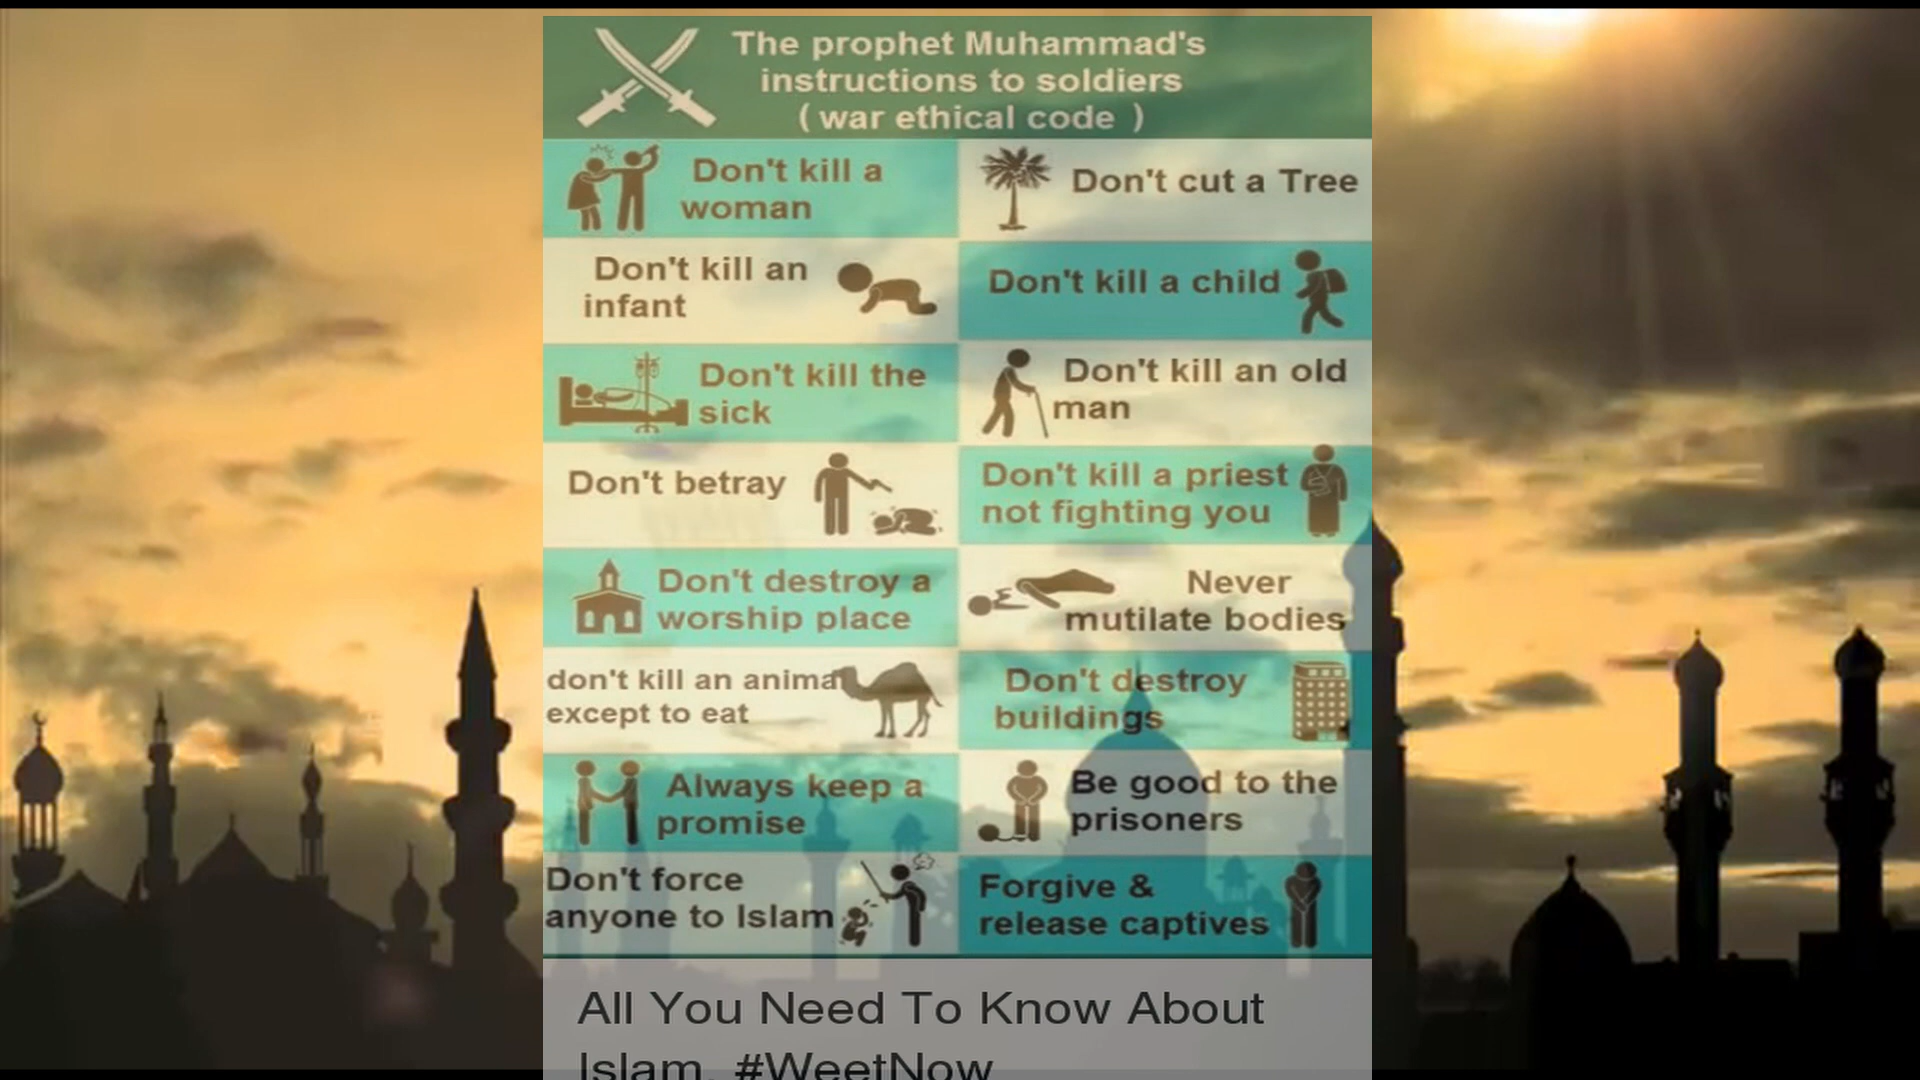 The prophet Muhammad's
instructions to soldiers
( war ethical code )
Don't kill a
woman
Don't cut a Tree
Don't kill an
infant
Don't kill a child
Don't kill the
sick
Don't kill an old
man
Don't betray
Don't kill a priest
not fighting you
Don't destroy a
worship place
Never
mutilate bodies
don't kill an anima
except to eat
Don't destroy
buildings
Always keep a
promise
Be good to the
prisoners
Don't force
anyone to Islam
Forgive &
release captives
All You Need To Know About
Islam. #WeetNow